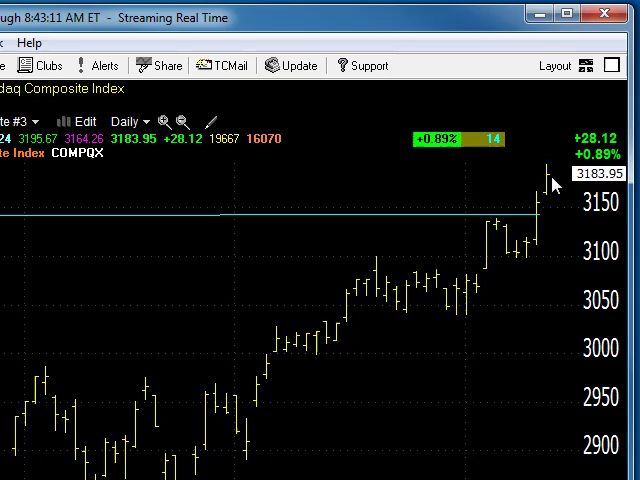 ugh 8:43:11 AM ET - Streaming Real Time
Help
Clubs Alerts Share TCMail Update Support Layout
daq Composite Index
te #3 Edit Daily
24 3195.67 3164.26 3183.95 +28.12 19667 16070 +0.89% 14 +28.12
te Index COMPQX +0.89%
3183.95
3150
3100
3050
3000
2950
2900